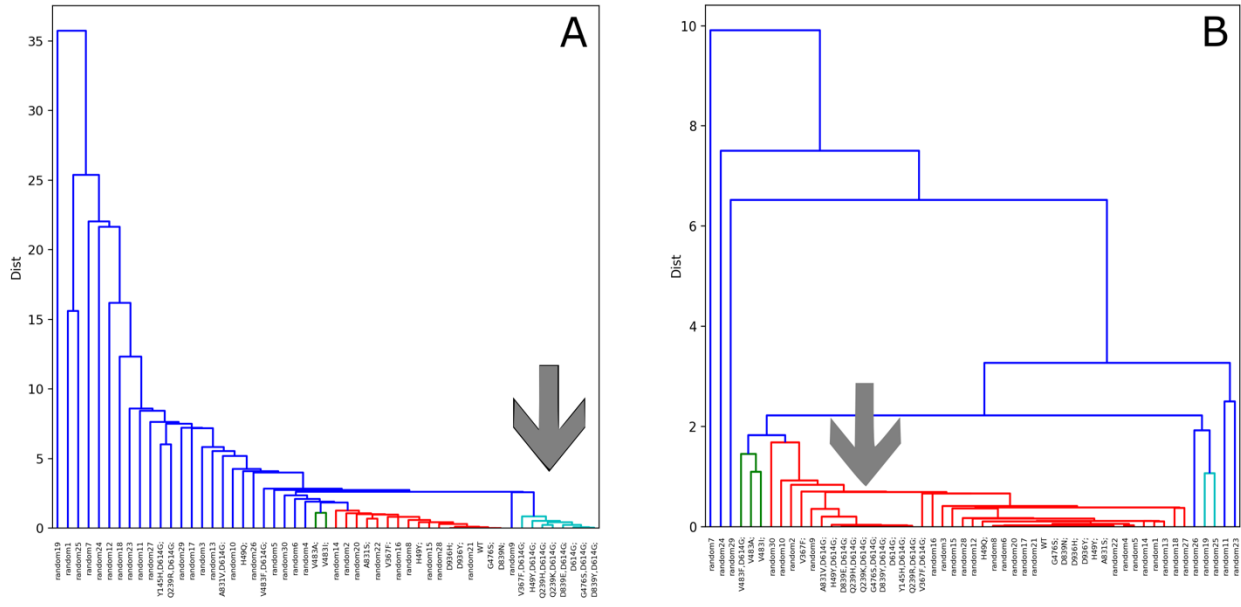 A
35
30
25
20
15
10
5
0
Dist
random19
random1
random25
random7
random24
random12
random18
random23
random11
random27
Y145H,D614G;
Q239R,D614G;
random29
random17
random3
random13
A831V,D614G;
random10
H49Q;
random26
V483F,D614G;
random5
random30
random6
random4
V483A;
V483I;
random14
random2
random20
A831S;
random22
V367F;
random16
random8
H49Y;
random15
random28
D936H;
D936Y;
WT
G476S;
D839N;
random9
V367F,D614G;
H49Y,D614G;
Q239H,D614G;
Q239K,D614G;
D839E,D614G;
D614G;
G476S,D614G;
D839Y,D614G;
B
10
8
6
4
2
0
Dist
random7
random24
random29
V483F,D614G;
V483A;
V483I;
random30
random10
random2
V367F;
random9
A831V,D614G;
H49Y,D614G;
D839E,D614G;
Q239H,D614G;
Q239K,D614G;
G476S,D614G;
D839Y,D614G;
Y145H,D614G;
Q239R,D614G;
V367F,D614G;
random16
random3
random15
random28
random12
H49Q;
random8
random6
random20
random17
random21
WT
G476S;
D839N;
D936H;
D936Y;
H49Y;
A831S;
random22
random4
random5
random14
random1
random13
random18
random27
random26
random19
random25
random11
random23